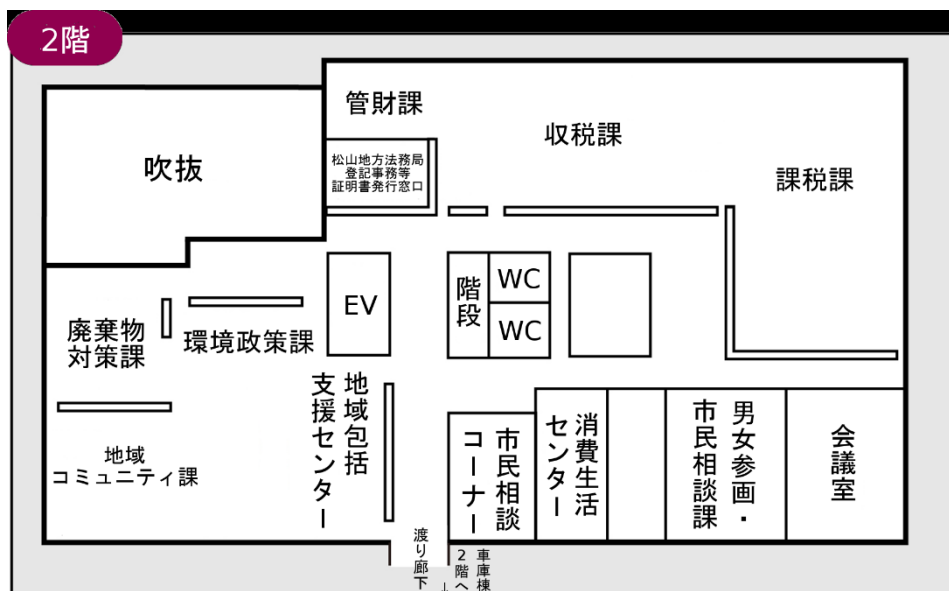 2階
管財課
収税課
課税課
吹抜
松山地方法務局
登記事務等
証明書発行窓口
EV
階段
WC
WC
廃棄物
対策課
環境政策課
地域
コミュニティ課
地域包括
支援センター
市民相談
コーナー
消費生活
センター
男女参画・
市民相談課
会議室
渡り廊下
車庫棟
2階へ
↓